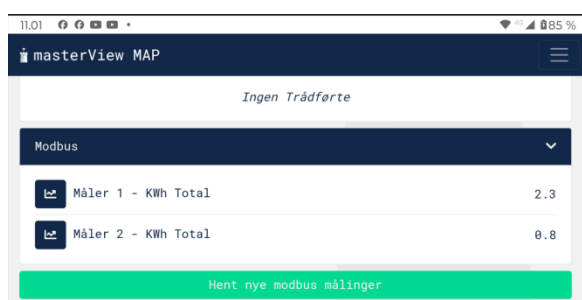 11.01 4G 85 %
masterView MAP
Ingen Trådførte
Modbus
Måler 1 - KWh Total 2.3
Måler 2 - KWh Total 0.8
Hent nye modbus målinger